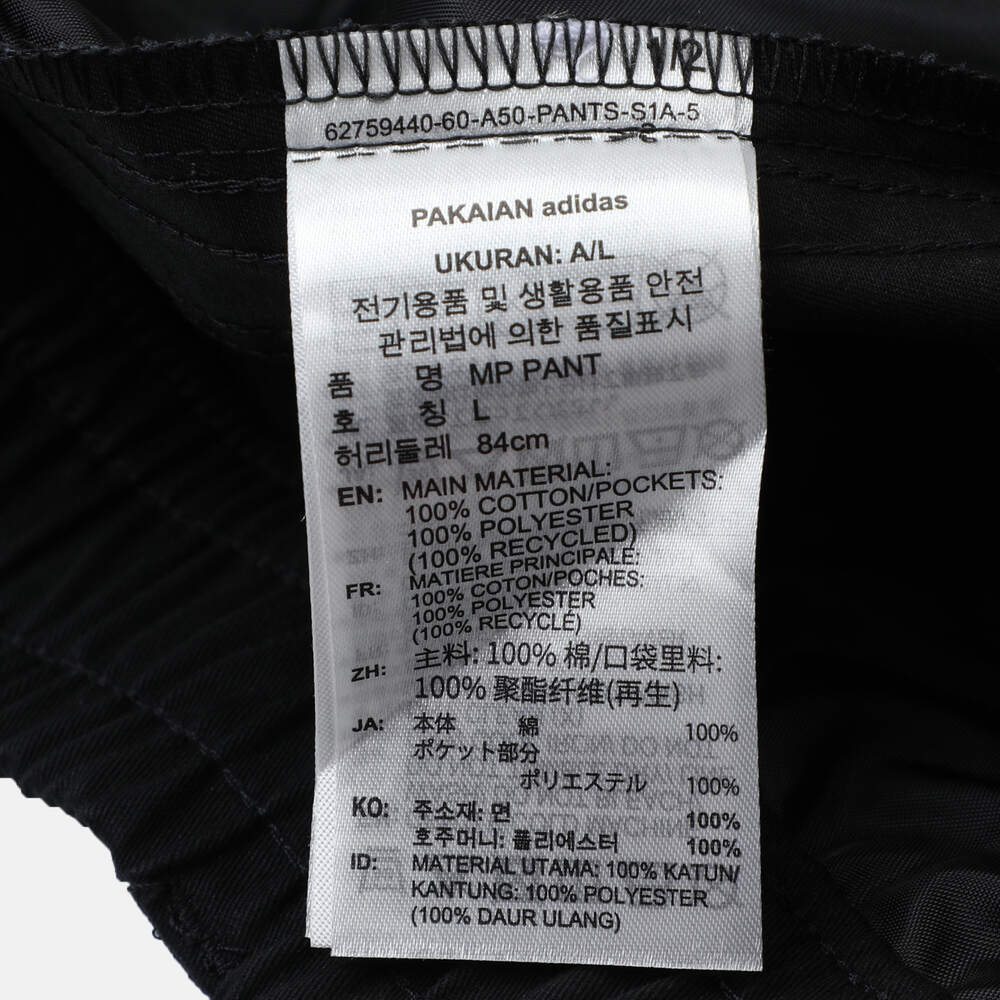 1/2
62759440-60-A50-PANTS-S1A-5
PAKAIAN adidas
UKURAN: A/L
전기용품 및 생활용품 안전
관리법에 의한 품질표시
품 명 MP PANT
호 칭 L
허리둘레 84cm
EN: MAIN MATERIAL:
100% COTTON/POCKETS:
100% POLYESTER
(100% RECYCLED)
FR: MATIERE PRINCIPALE:
100% COTON/POCHES:
100% POLYESTER
(100% RECYCLÉ)
ZH: 主料: 100% 棉/口袋里料:
100% 聚酯纤维(再生)
JA: 本体 綿 100%
ポケット部分
ポリエステル 100%
KO: 주소재: 면 100%
호주머니: 폴리에스터 100%
ID: MATERIAL UTAMA: 100% KATUN/
KANTUNG: 100% POLYESTER
(100% DAUR ULANG)